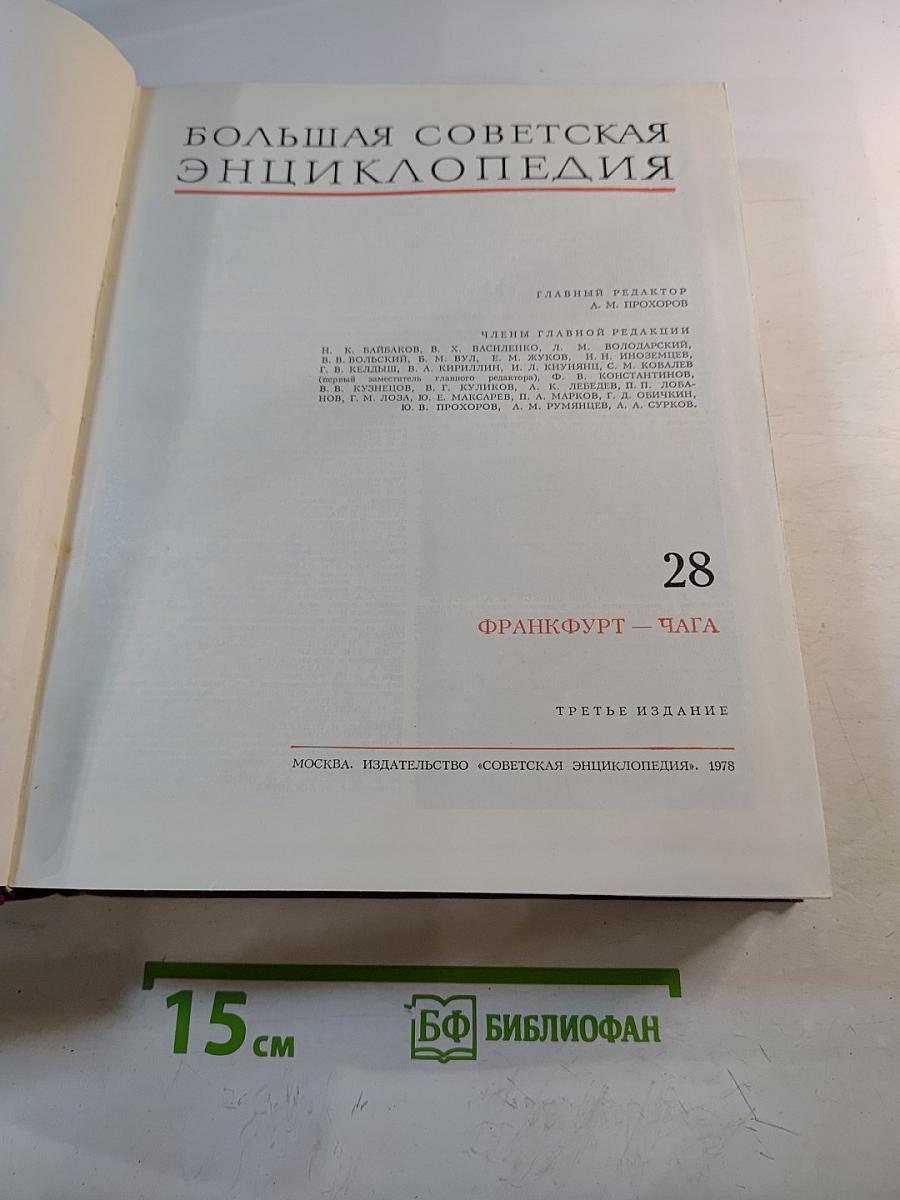 БОЛЬШАЯ СОВЕТСКАЯ
ЭНЦИКЛОПЕДИЯ
ГЛАВНЫЙ РЕДАКТОР
А. М. ПРОХОРОВ
ЧЛЕНЫ ГЛАВНОЙ РЕДАКЦИИ
Н. К. БАЙБАКОВ, В. Х. ВАСИЛЕНКО, Л. М. ВОЛОДАРСКИЙ,
В. В. ВОЛЬСКИЙ, Б. М. ВУЛ, Е. М. ЖУКОВ, Н. Н. ИНОЗЕМЦЕВ,
Г. В. КЕЛДЫШ, В. А. КИРИЛЛИН, И. Л. КНУНЯНЦ, С. М. КОВАЛЕВ
(первый заместитель главного редактора), Ф. В. КОНСТАНТИНОВ,
В. В. КУЗНЕЦОВ, В. Г. КУЛИКОВ, А. К. ЛЕБЕДЕВ, П. П. ЛОБА-
НОВ, Г. М. ЛОЗА, Ю. Е. МАКСАРЕВ, П. А. МАРКОВ, Г. Д. ОБИЧКИН,
Ю. В. ПРОХОРОВ, А. М. РУМЯНЦЕВ, А. А. СУРКОВ.
28
ФРАНКФУРТ — ЧАГА
ТРЕТЬЕ ИЗДАНИЕ
МОСКВА. ИЗДАТЕЛЬСТВО «СОВЕТСКАЯ ЭНЦИКЛОПЕДИЯ». 1978
15 см
БФ БИБЛИОФАН